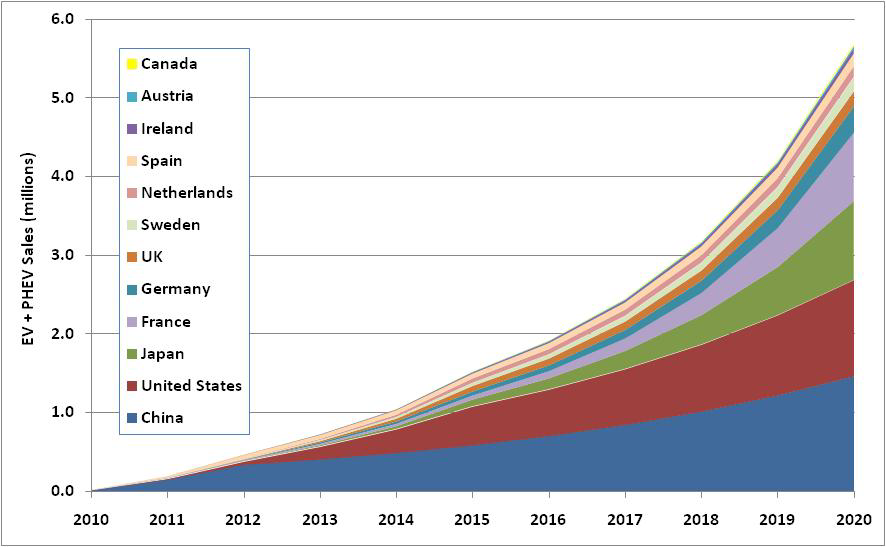 6.0
5.0
4.0
3.0
2.0
1.0
0.0
EV + PHEV Sales (millions)
Canada
Austria
Ireland
Spain
Netherlands
Sweden
UK
Germany
France
Japan
United States
China
2010 2011 2012 2013 2014 2015 2016 2017 2018 2019 2020